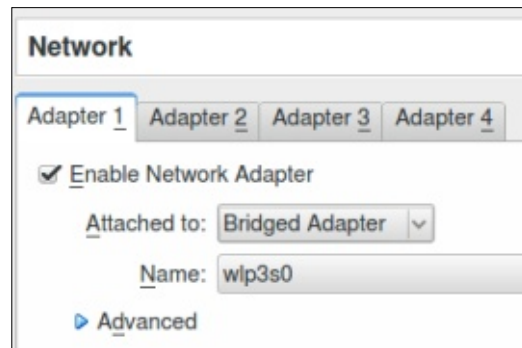 Network
Adapter 1 Adapter 2 Adapter 3 Adapter 4
Enable Network Adapter
Attached to: Bridged Adapter
Name: wlp3s0
Advanced